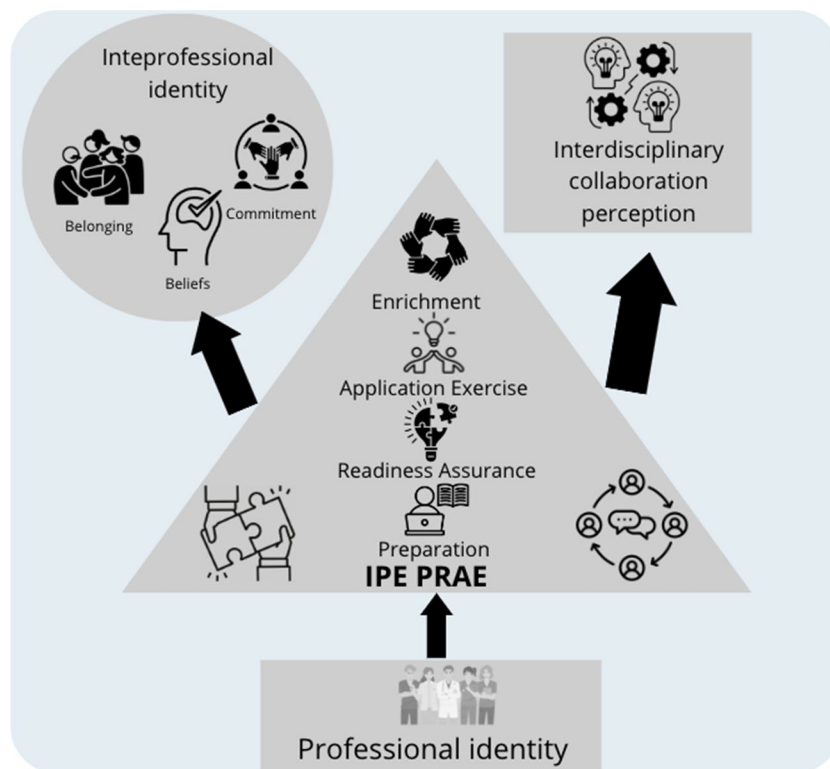 Inteprofessional
identity
Belonging
Commitment
Beliefs
Interdisciplinary
collaboration
perception
Enrichment
Application Exercise
Readiness Assurance
Preparation
IPE PRAE
Professional identity